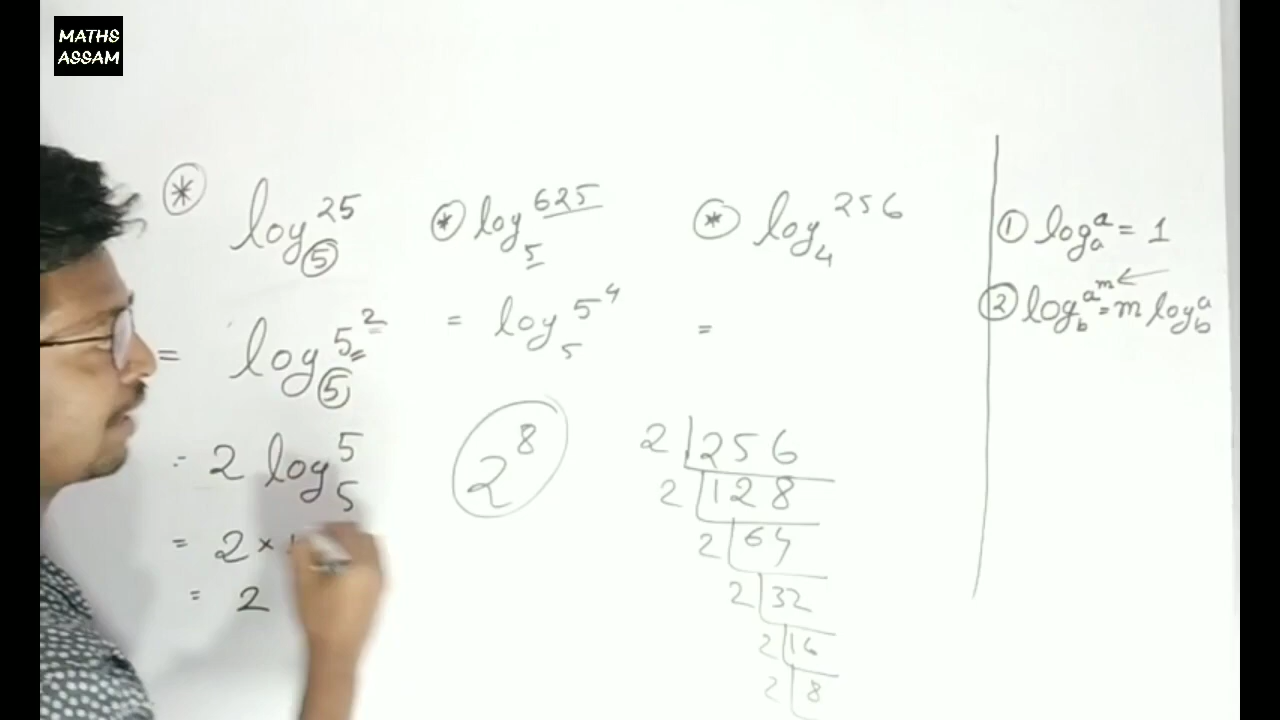 MATHS
ASSAM
* log₅²⁵
= log₅5²
= 2 log₅⁵
= 2 ×
= 2
* log₅⁶²⁵
= log₅5⁴
2⁸
* log₄²⁵⁶
=
2 | 256
2 | 128
2 | 64
2 | 32
2 | 16
2 | 8
① logₐᵃ = 1
② log_b a^m = m log_b a